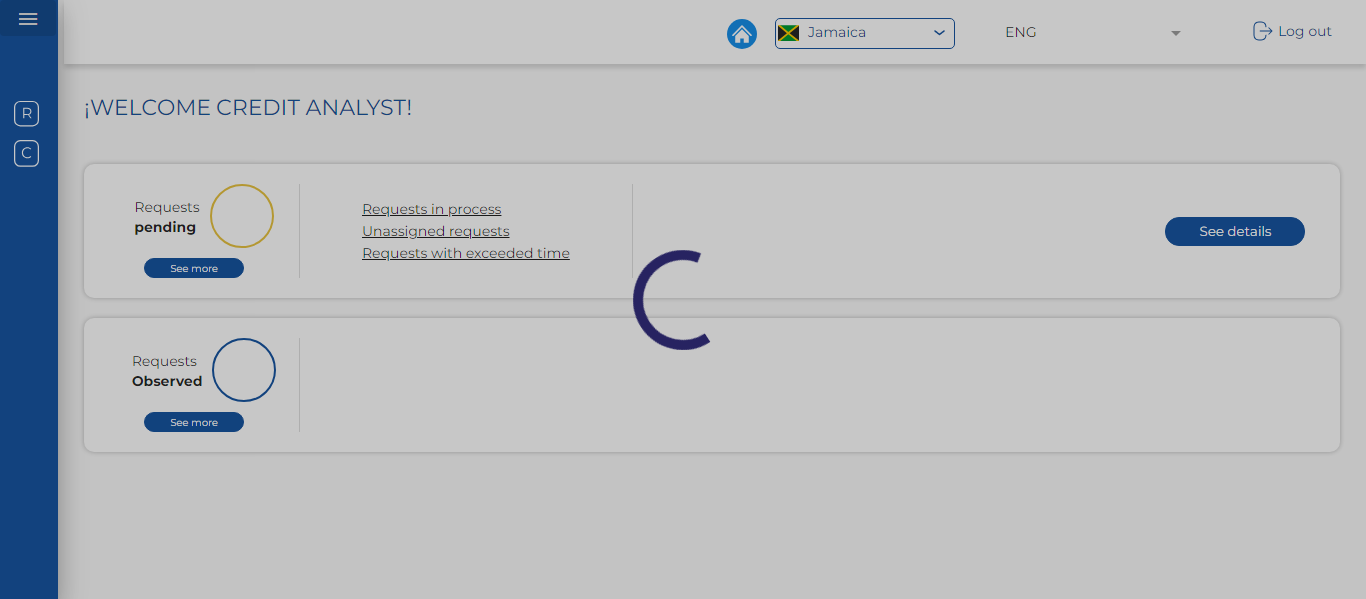 Jamaica
ENG
Log out
R
C
¡WELCOME CREDIT ANALYST!
Requests
pending
See more
Requests in process
Unassigned requests
Requests with exceeded time
See details
Requests
Observed
See more